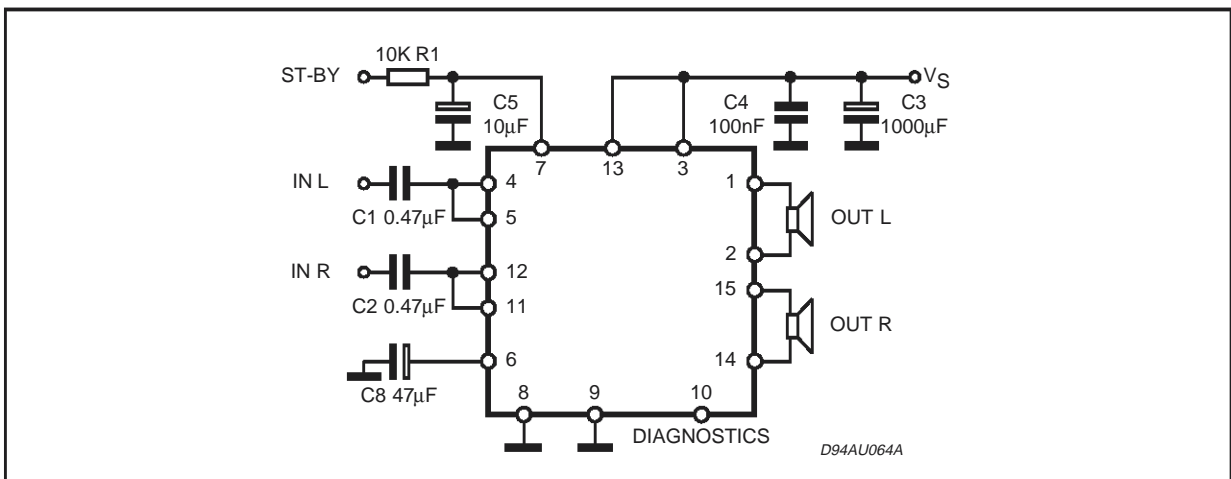 10K R1
ST-BY
VS
C5
10µF
C4
100nF
C3
1000µF
7
13
3
IN L
4
1
C1 0.47µF
5
OUT L
2
IN R
12
15
C2 0.47µF
11
OUT R
6
14
C8 47µF
8
9
10
DIAGNOSTICS
D94AU064A